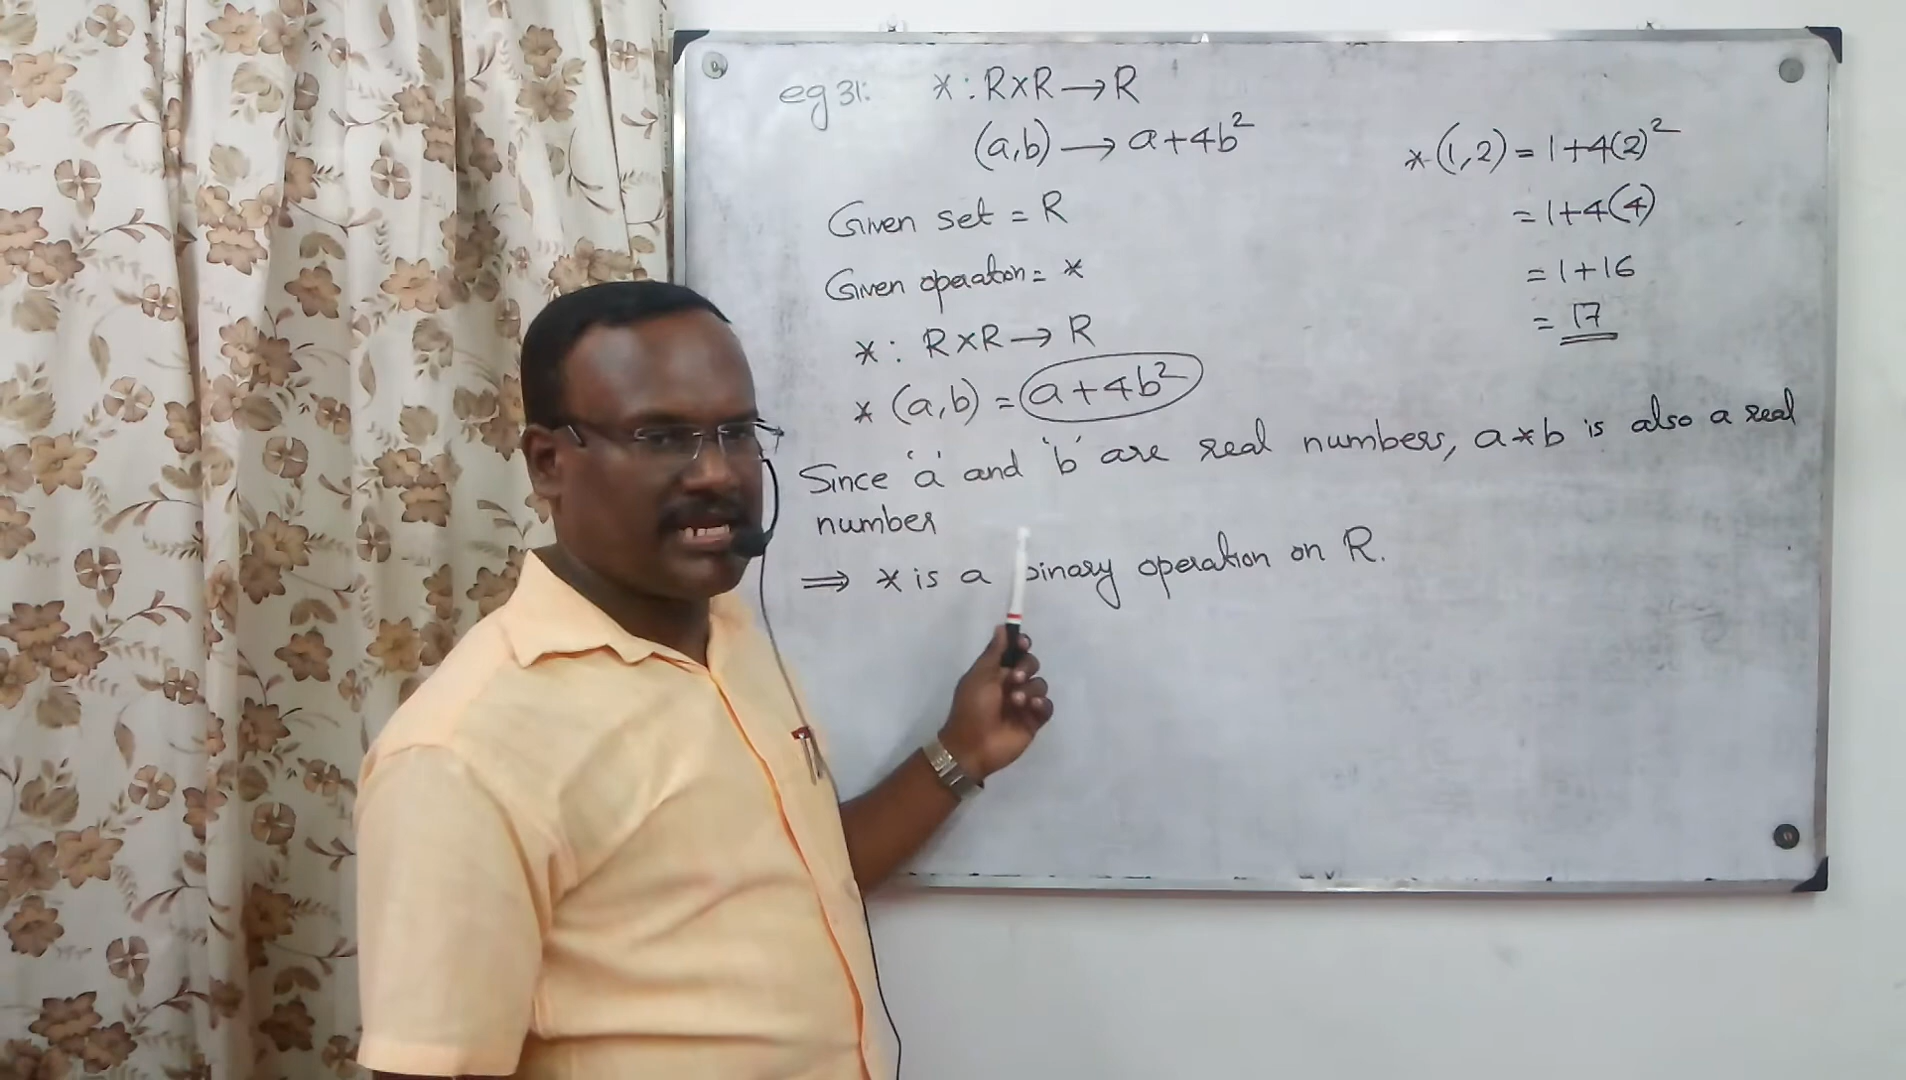 eg 31: * : R×R → R
(a,b) → a+4b²
Given set = R
Given operation = *
* : R×R → R
* (a,b) = a+4b²
Since 'a' and 'b' are real numbers, a*b is also a real
number
⇒ * is a binary operation on R.
*(1,2) = 1+4(2)²
= 1+4(4)
= 1+16
= 17